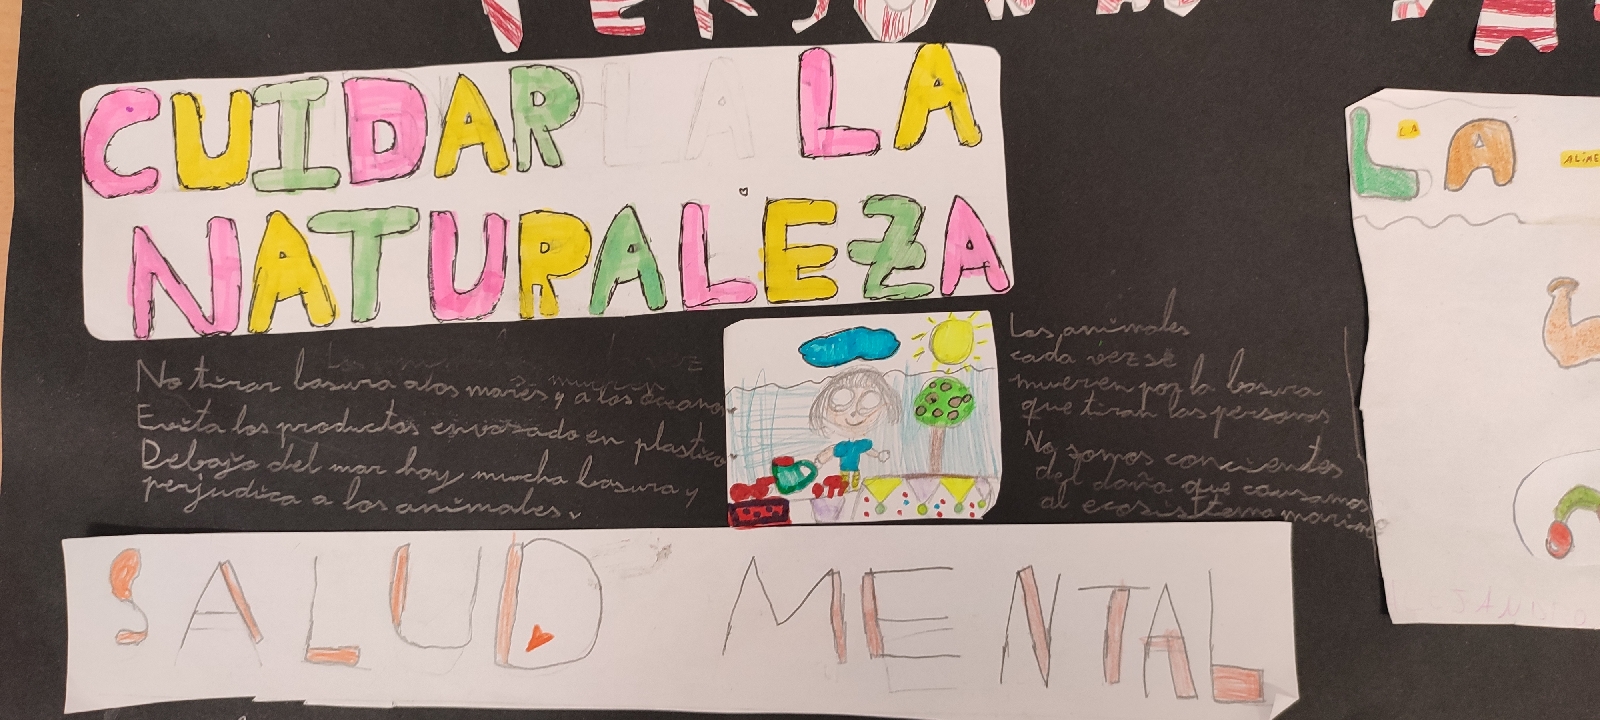 CUIDAR LA
NATURALEZA
No tirar basura a los mares y a los oceanos
Evita los productos envasado en plastico
Debajo del mar hay mucha basura y
perjudica a los animales.
Los animales
cada vez se
mueren por la basura
que tiran las personas
No somos concientes
del daño que causamos
al ecosistema marino
SALUD MENTAL
LA
LA